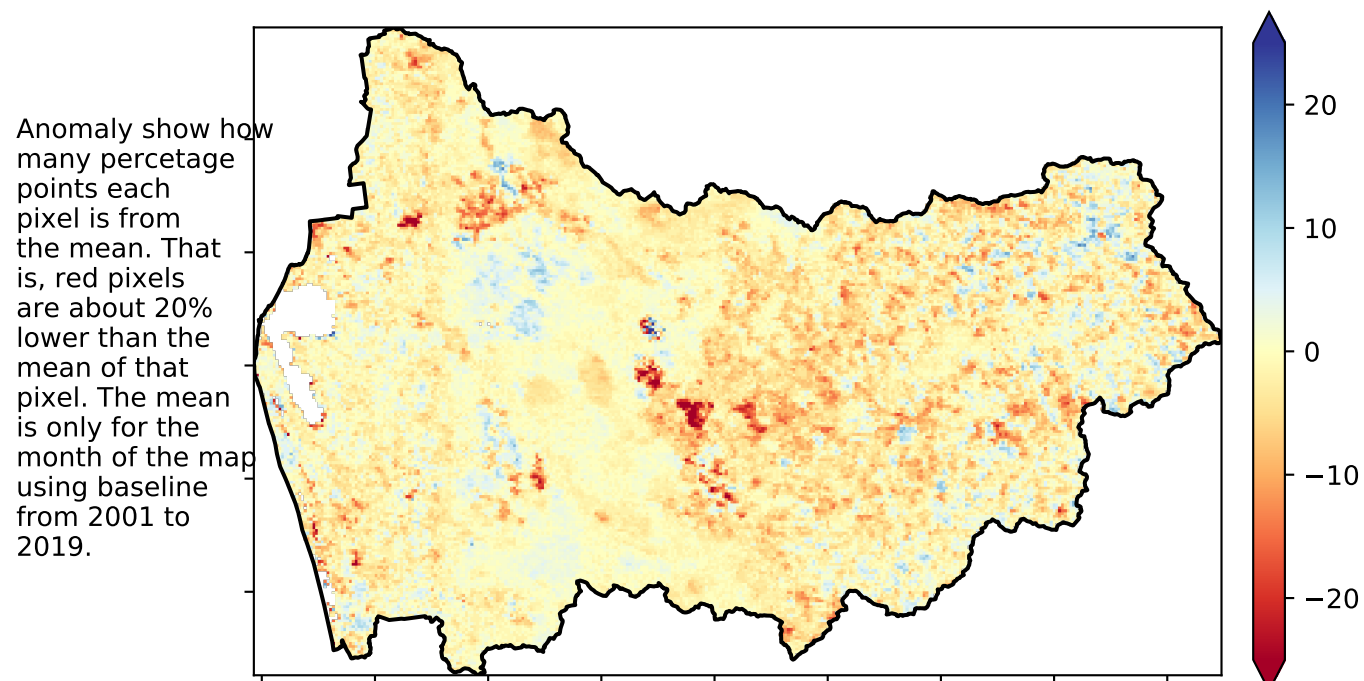 Anomaly show how
many percetage
points each
pixel is from
the mean. That
is, red pixels
are about 20%
lower than the
mean of that
pixel. The mean
is only for the
month of the map
using baseline
from 2001 to
2019.
20
10
0
−10
−20